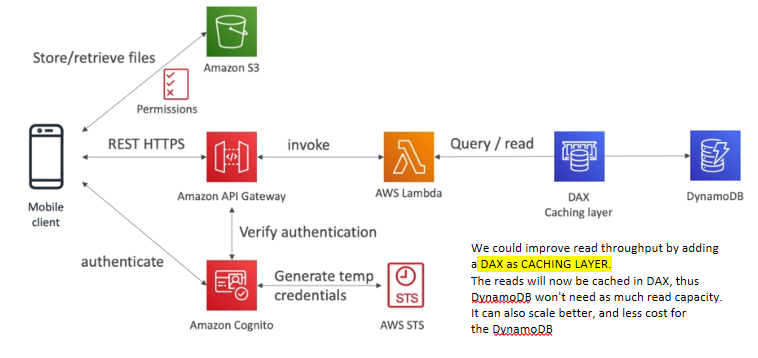 Store/retrieve files
Amazon S3
Permissions
REST HTTPS
invoke
Query / read
Mobile
client
Amazon API Gateway
AWS Lambda
DAX
Caching layer
DynamoDB
Verify authentication
authenticate
Generate temp
credentials
STS
Amazon Cognito
AWS STS
We could improve read throughput by adding
a DAX as CACHING LAYER.
The reads will now be cached in DAX, thus
DynamoDB won't need as much read capacity.
It can also scale better, and less cost for
the DynamoDB